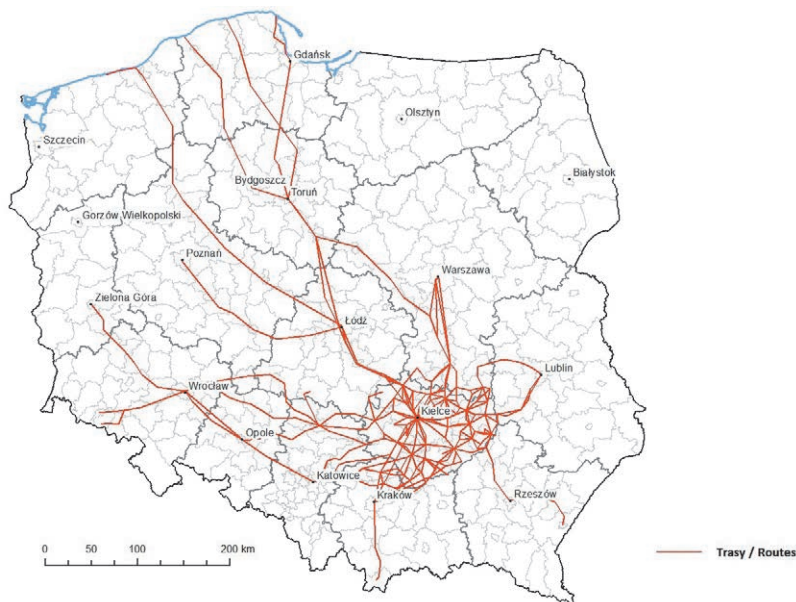 Gdańsk
Olsztyn
Szczecin
Białystok
Bydgoszcz
Toruń
Gorzów Wielkopolski
Poznań
Warszawa
Zielona Góra
Łódź
Lublin
Wrocław
Kielce
Opole
Katowice
Kraków
Rzeszów
0 50 100 200 km
Trasy / Routes